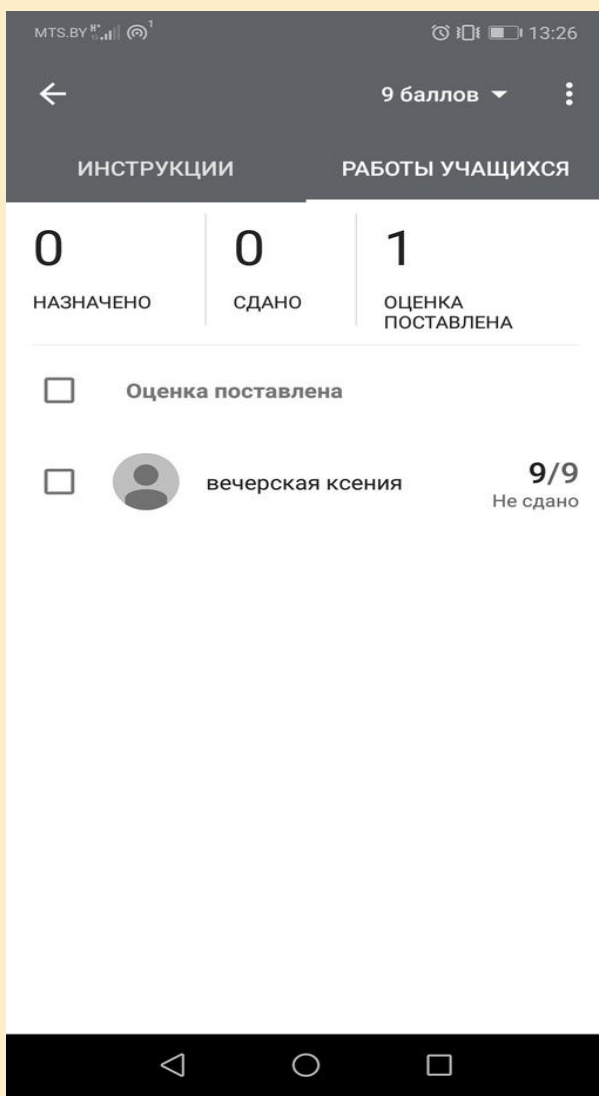 MTS.BY H+ 1 13:26
9 баллов
ИНСТРУКЦИИ РАБОТЫ УЧАЩИХСЯ
0 0 1
НАЗНАЧЕНО СДАНО ОЦЕНКА
ПОСТАВЛЕНА
Оценка поставлена
вечерская ксения 9/9
Не сдано